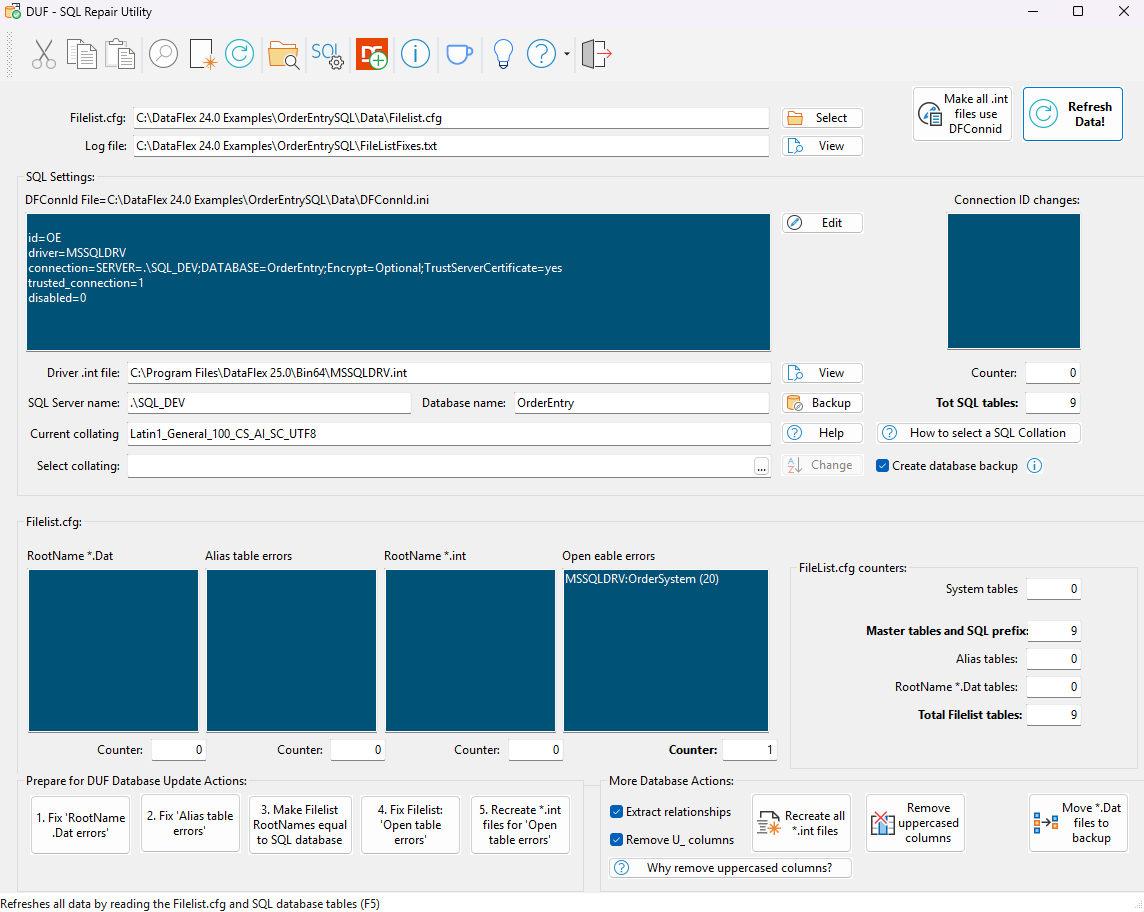 DUF - SQL Repair Utility
SQL
Filelist.cfg: C:\DataFlex 24.0 Examples\OrderEntrySQL\Data\Filelist.cfg Select
Make all .int files use DFConnid
Refresh Data!
Log file: C:\DataFlex 24.0 Examples\OrderEntrySQL\FileListFixes.txt View
SQL Settings:
DFConnId File=C:\DataFlex 24.0 Examples\OrderEntrySQL\Data\DFConnId.ini
Connection ID changes:
id=OE
driver=MSSQLDRV
connection=SERVER=.\SQL_DEV;DATABASE=OrderEntry;Encrypt=Optional;TrustServerCertificate=yes
trusted_connection=1
disabled=0
Edit
Driver .int file: C:\Program Files\DataFlex 25.0\Bin64\MSSQLDRV.int View Counter: 0
SQL Server name: .\SQL_DEV Database name: OrderEntry Backup Tot SQL tables: 9
Current collating Latin1_General_100_CS_AI_SC_UTF8 Help How to select a SQL Collation
Select collating: ... Change Create database backup
Filelist.cfg:
RootName *.Dat Alias table errors RootName *.int Open eable errors
MSSQLDRV:OrderSystem (20)
FileList.cfg counters:
System tables 0
Master tables and SQL prefix: 9
Alias tables: 0
RootName *.Dat tables: 0
Total Filelist tables: 9
Counter: 0 Counter: 0 Counter: 0 Counter: 1
Prepare for DUF Database Update Actions:
1. Fix 'RootName .Dat errors'
2. Fix 'Alias table errors'
3. Make Filelist RootNames equal to SQL database
4. Fix Filelist: 'Open table errors'
5. Recreate *.int files for 'Open table errors'
More Database Actions:
Extract relationships
Remove U_ columns
Recreate all *.int files
Remove uppercased columns
Move *.Dat files to backup
Why remove uppercased columns?
Refreshes all data by reading the Filelist.cfg and SQL database tables (F5)